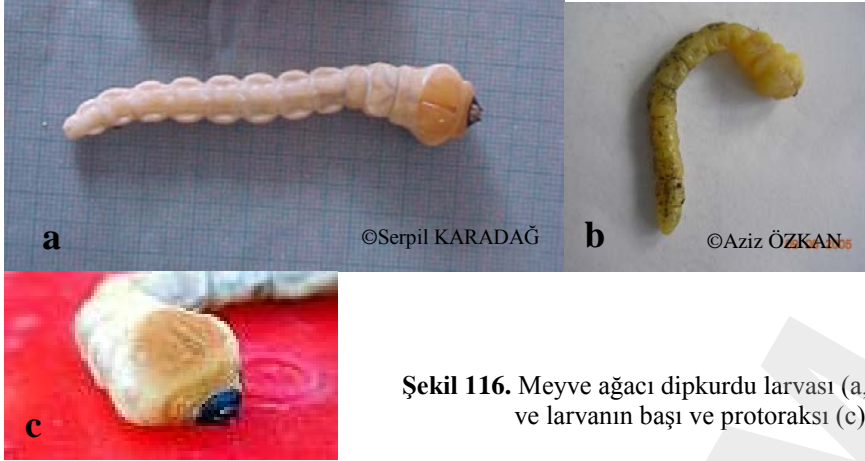 a
©Serpil KARADAĞ
b
©Aziz ÖZKAN
c
Şekil 116. Meyve ağacı dipkurdu larvası (a,
ve larvanın başı ve protoraksı (c)